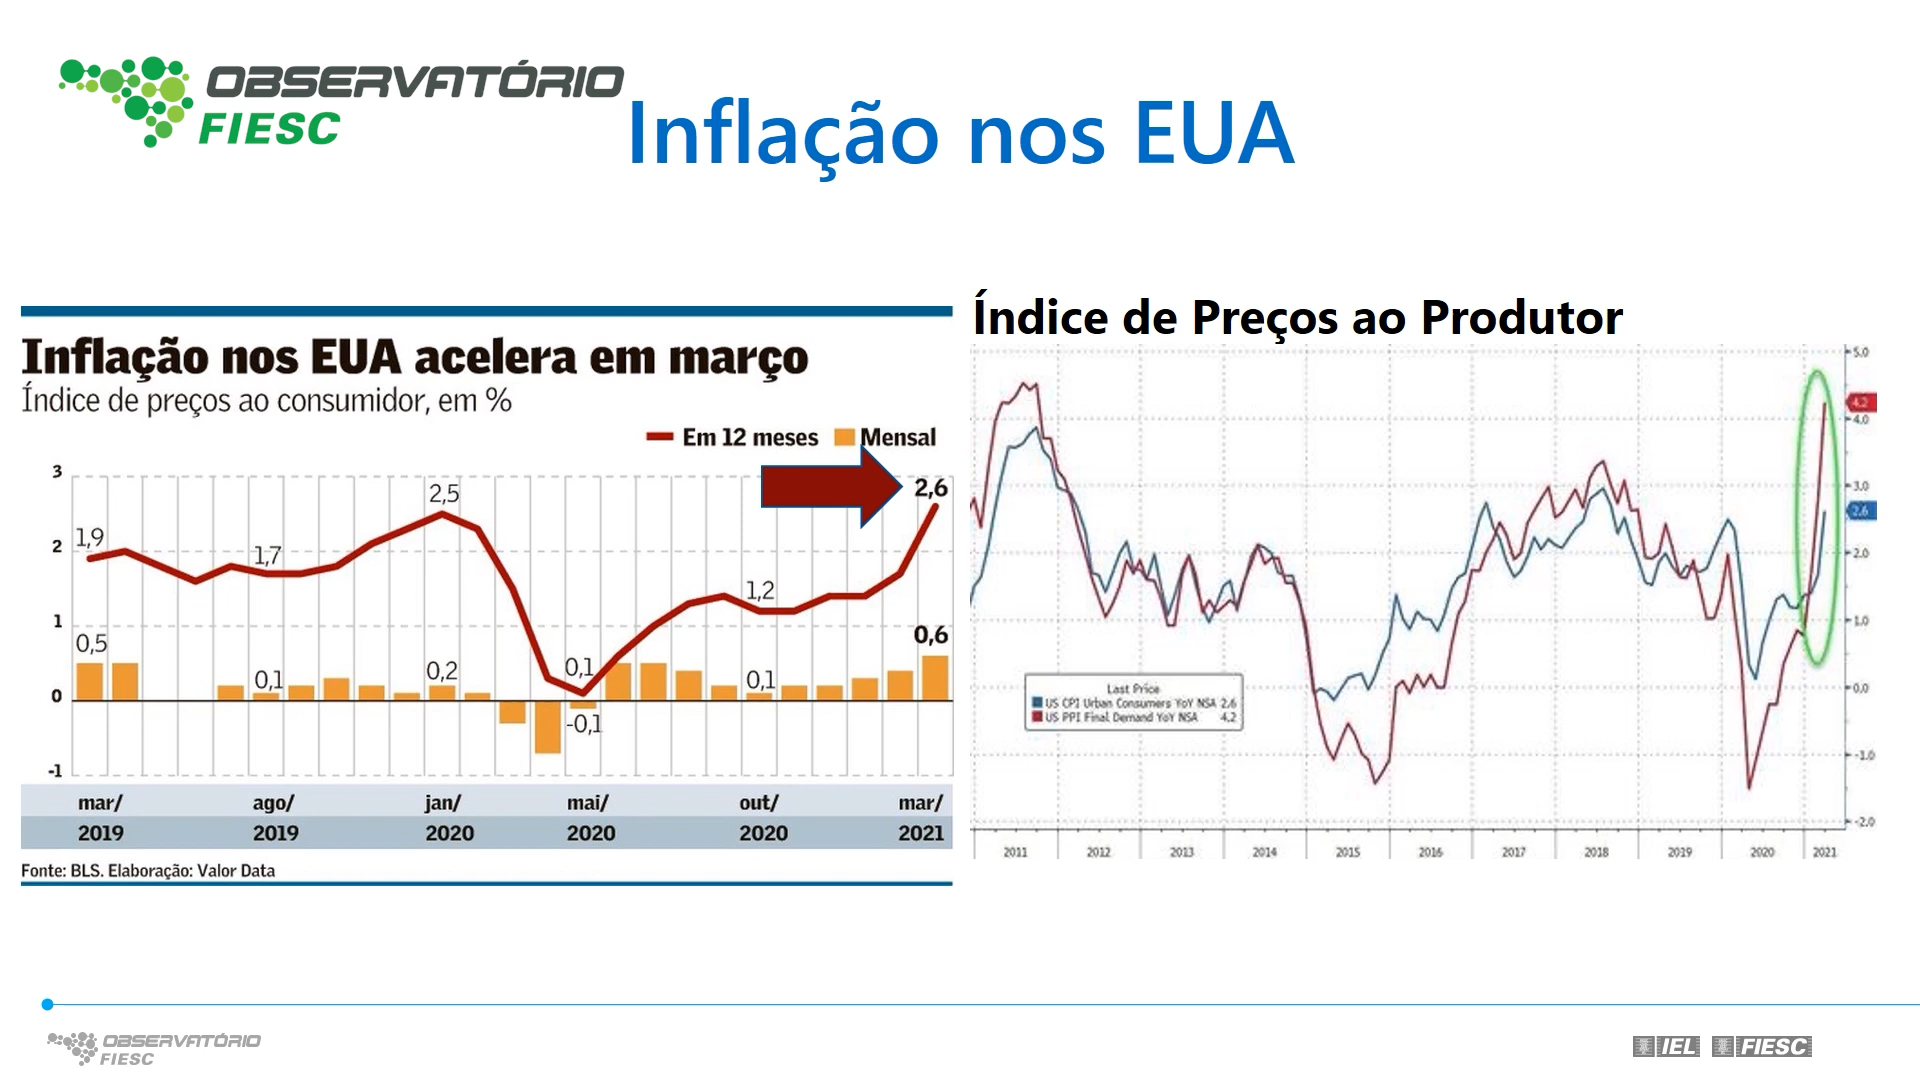 OBSERVATÓRIO
FIESC
Inflação nos EUA
Inflação nos EUA acelera em março
Índice de preços ao consumidor, em %
Em 12 meses
Mensal
3
2
1
0
-1
1,9
1,7
2,5
0,1
1,2
2,6
0,5
0,1
0,2
-0,1
0,1
0,6
mar/
2019
ago/
2019
jan/
2020
mai/
2020
out/
2020
mar/
2021
Fonte: BLS. Elaboração: Valor Data
Índice de Preços ao Produtor
5.0
4.2
4.0
3.0
2.6
2.0
1.0
0.0
-1.0
-2.0
Last Price
US CPI Urban Consumers YoY NSA 2.6
US PPI Final Demand YoY NSA 4.2
2011
2012
2013
2014
2015
2016
2017
2018
2019
2020
2021
OBSERVATÓRIO
FIESC
IEL
FIESC